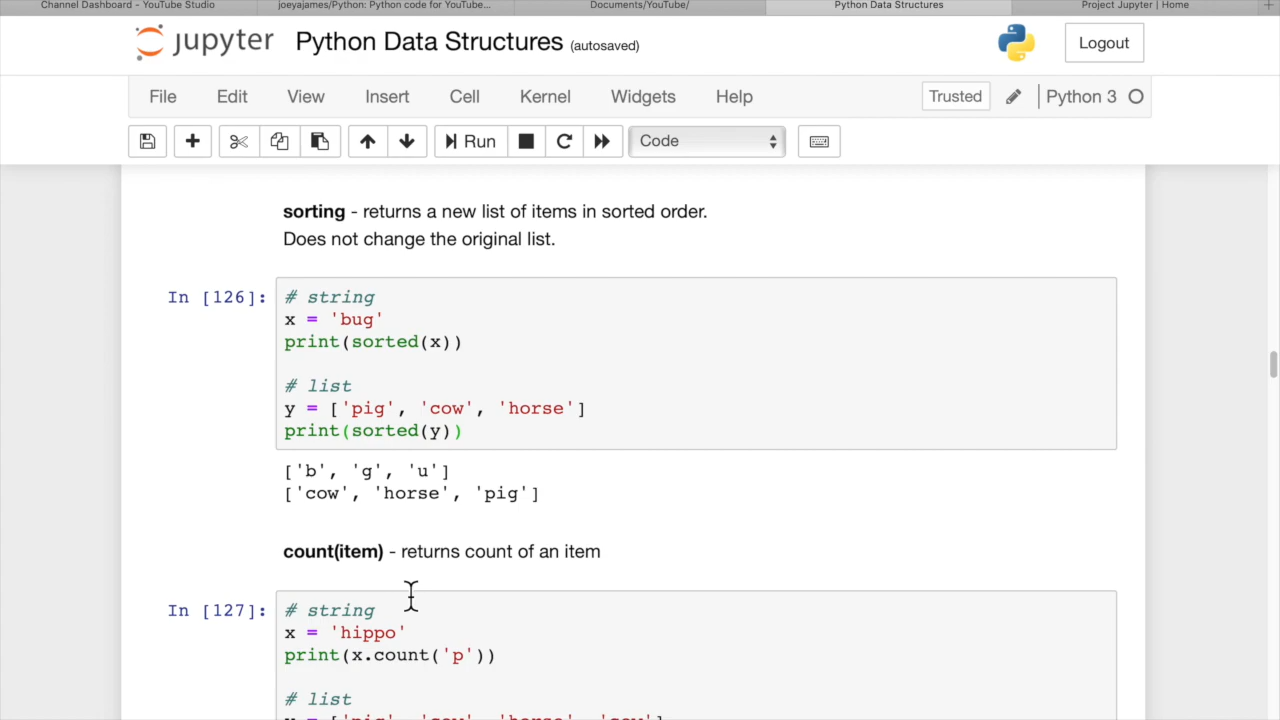 Channel Dashboard - YouTube Studio
joeyajames/Python: Python code for YouTube...
Documents/YouTube/
Python Data Structures
Project Jupyter | Home
jupyter Python Data Structures (autosaved)
Logout
File Edit View Insert Cell Kernel Widgets Help
Trusted
Python 3
Run
Code
sorting - returns a new list of items in sorted order.
Does not change the original list.
In [126]:
# string
x = 'bug'
print(sorted(x))
# list
y = ['pig', 'cow', 'horse']
print(sorted(y))
['b', 'g', 'u']
['cow', 'horse', 'pig']
count(item) - returns count of an item
In [127]:
# string
x = 'hippo'
print(x.count('p'))
# list
= ['pig', 'cow', 'horse', 'cow']